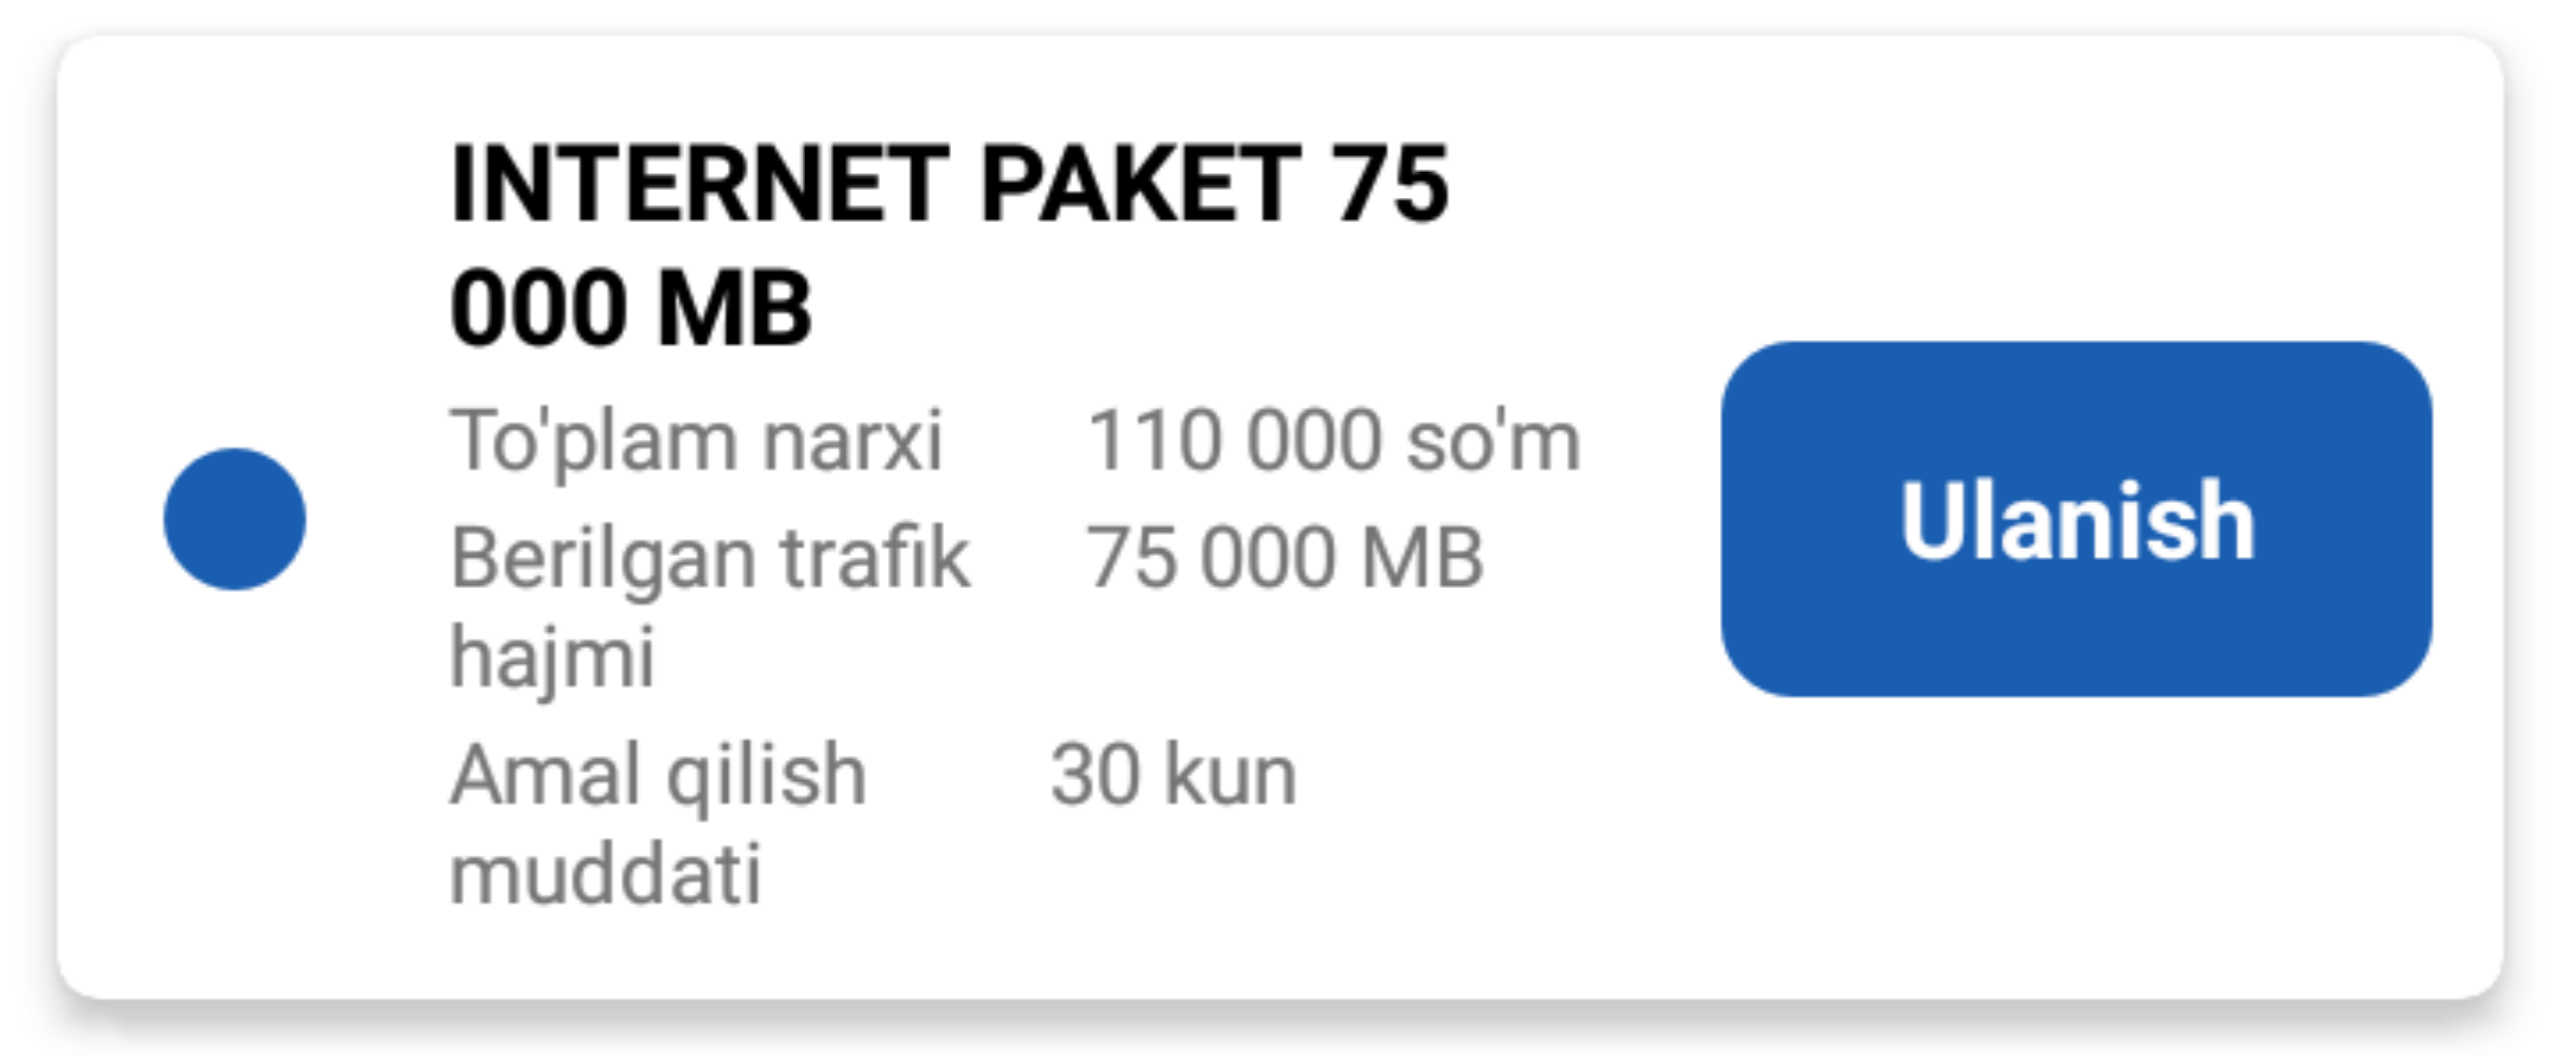 INTERNET PAKET 75
000 MB
To'plam narxi 110 000 so'm
Berilgan trafik 75 000 MB
hajmi
Amal qilish 30 kun
muddati
Ulanish